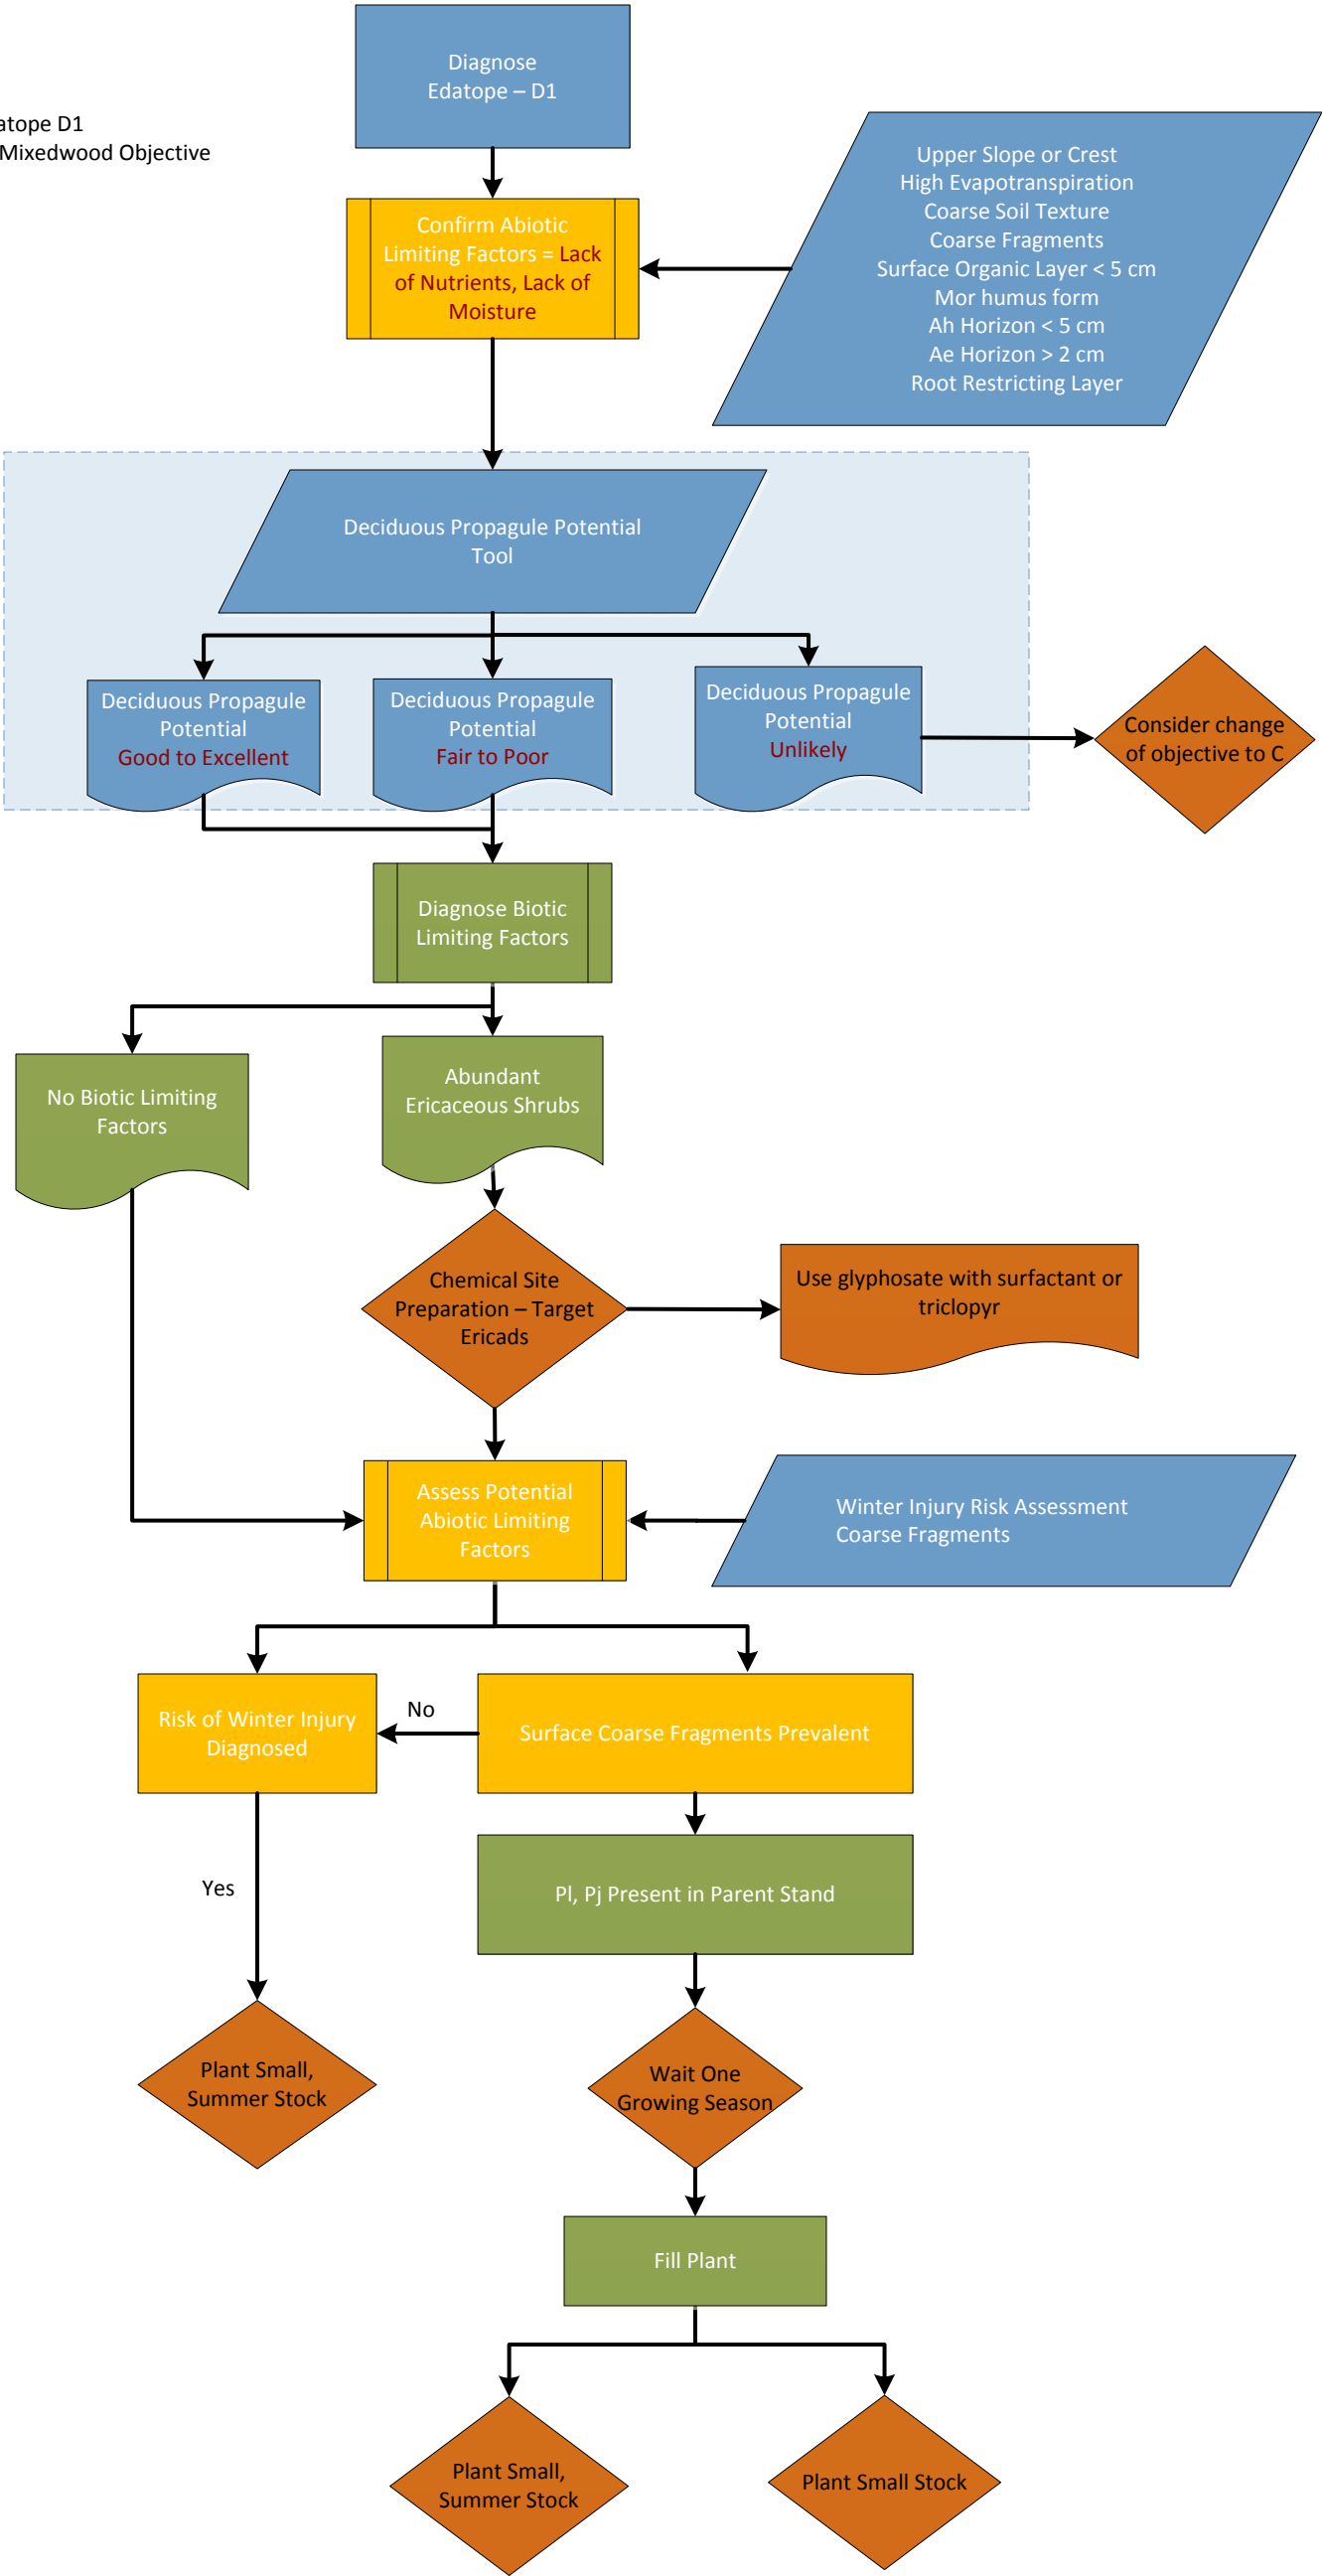 Diagnose
Edatope – D1
atope D1
Mixedwood Objective
Upper Slope or Crest
High Evapotranspiration
Coarse Soil Texture
Coarse Fragments
Surface Organic Layer < 5 cm
Mor humus form
Ah Horizon < 5 cm
Ae Horizon > 2 cm
Root Restricting Layer
Confirm Abiotic
Limiting Factors = Lack
of Nutrients, Lack of
Moisture
Deciduous Propagule Potential
Tool
Deciduous Propagule
Potential
Good to Excellent
Deciduous Propagule
Potential
Fair to Poor
Deciduous Propagule
Potential
Unlikely
Consider change
of objective to C
Diagnose Biotic
Limiting Factors
No Biotic Limiting
Factors
Abundant
Ericaceous Shrubs
Chemical Site
Preparation – Target
Ericads
Use glyphosate with surfactant or
triclopyr
Assess Potential
Abiotic Limiting
Factors
Winter Injury Risk Assessment
Coarse Fragments
Risk of Winter Injury
Diagnosed
No
Surface Coarse Fragments Prevalent
Yes
Pl, Pj Present in Parent Stand
Plant Small,
Summer Stock
Wait One
Growing Season
Fill Plant
Plant Small,
Summer Stock
Plant Small Stock